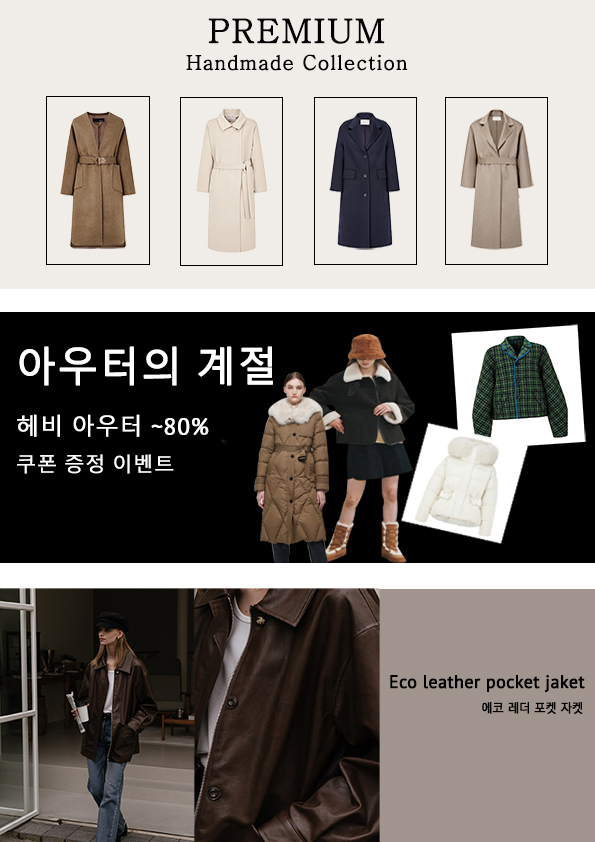 PREMIUM
Handmade Collection
아우터의 계절
헤비 아우터 ~80%
쿠폰 증정 이벤트
Eco leather pocket jaket
에코 레더 포켓 자켓